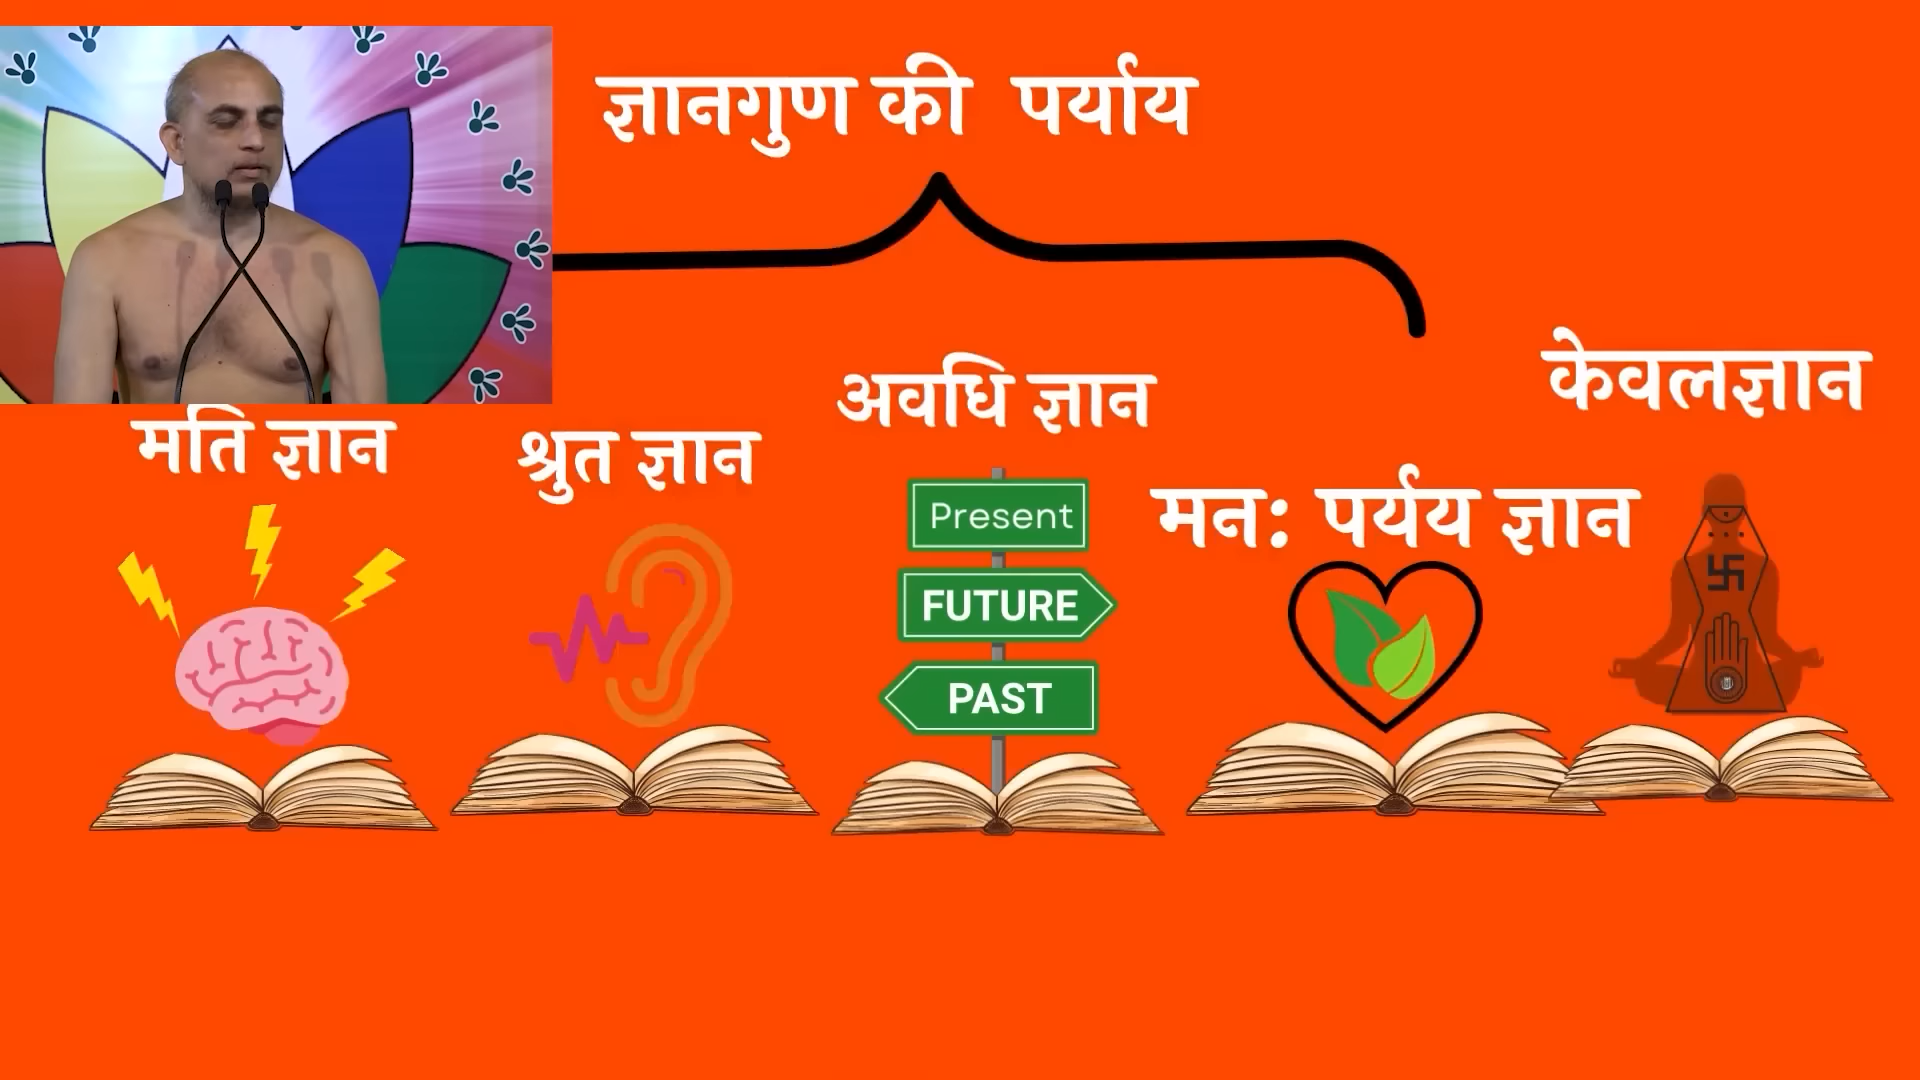 ज्ञानगुण की पर्याय
मति ज्ञान
श्रुत ज्ञान
अवधि ज्ञान
मन: पर्यय ज्ञान
केवलज्ञान
Present
FUTURE
PAST